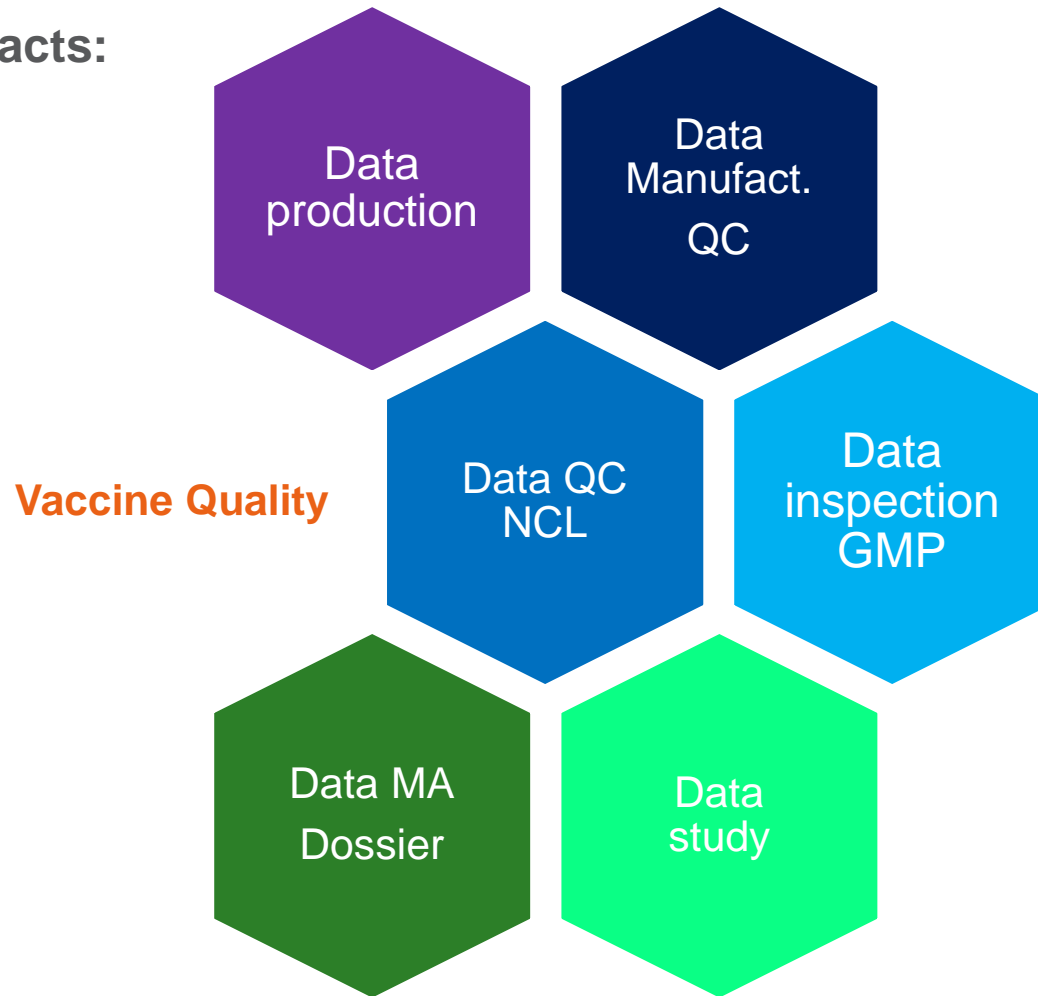 acts:
Data
production
Data
Manufact.
QC
Vaccine Quality
Data QC
NCL
Data
inspection
GMP
Data MA
Dossier
Data
study